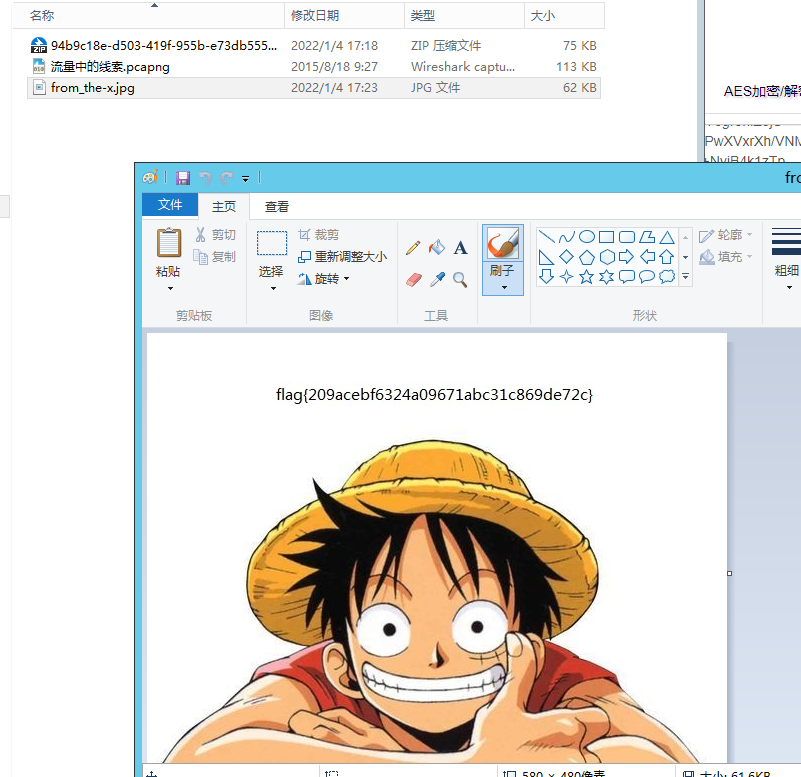 名称 修改日期 类型 大小
94b9c18e-d503-419f-955b-e73db555... 2022/1/4 17:18 ZIP 压缩文件 75 KB
流量中的线索.pcapng 2015/8/18 9:27 Wireshark captu... 113 KB
from_the-x.jpg 2022/1/4 17:23 JPG 文件 62 KB
AES加密/解
PwXVxrXh/VNM
fro
文件 主页 查看
粘贴 剪切 复制
剪贴板
选择 裁剪 重新调整大小 旋转
图像
A
工具
刷子
轮廓 填充
形状
粗细
flag{209acebf6324a09671abc31c869de72c}
580 × 480像素
大小: 61.6KB